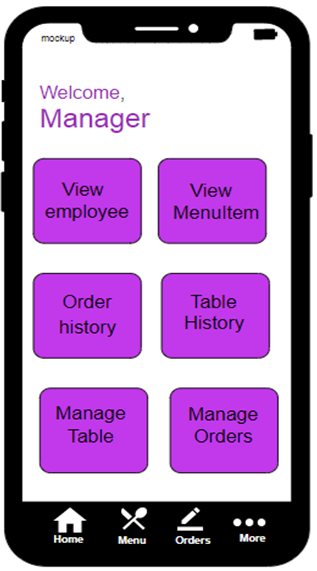 mockup
Welcome,
Manager
View
employee
View
MenuItem
Order
history
Table
History
Manage
Table
Manage
Orders
Home
Menu
Orders
More